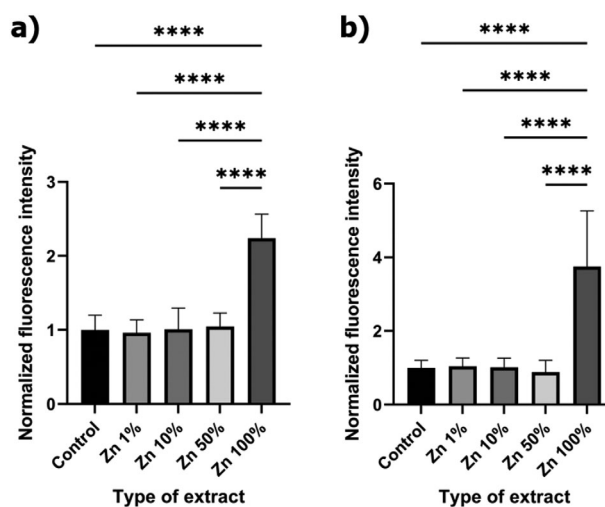 a)
****
****
****
****
Normalized fluorescence intensity
3
2
1
0
Control
Zn 1%
Zn 10%
Zn 50%
Zn 100%
Type of extract
b)
****
****
****
****
Normalized fluorescence intensity
6
4
2
0
Control
Zn 1%
Zn 10%
Zn 50%
Zn 100%
Type of extract